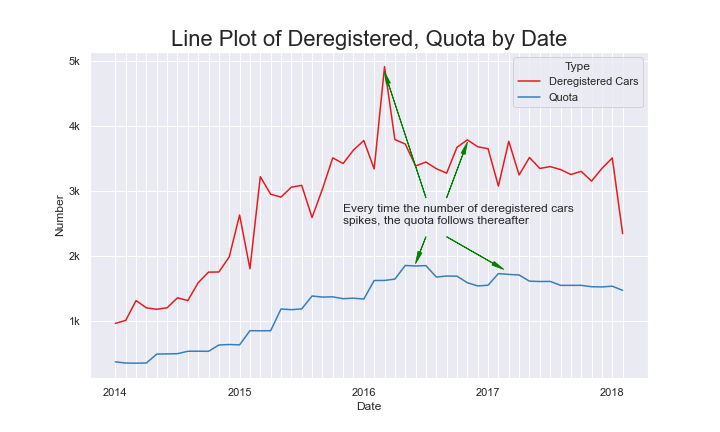 Line Plot of Deregistered, Quota by Date
5k
4k
3k
2k
1k
Number
Type
Deregistered Cars
Quota
Every time the number of deregistered cars
spikes, the quota follows thereafter
2014
2015
2016
2017
2018
Date